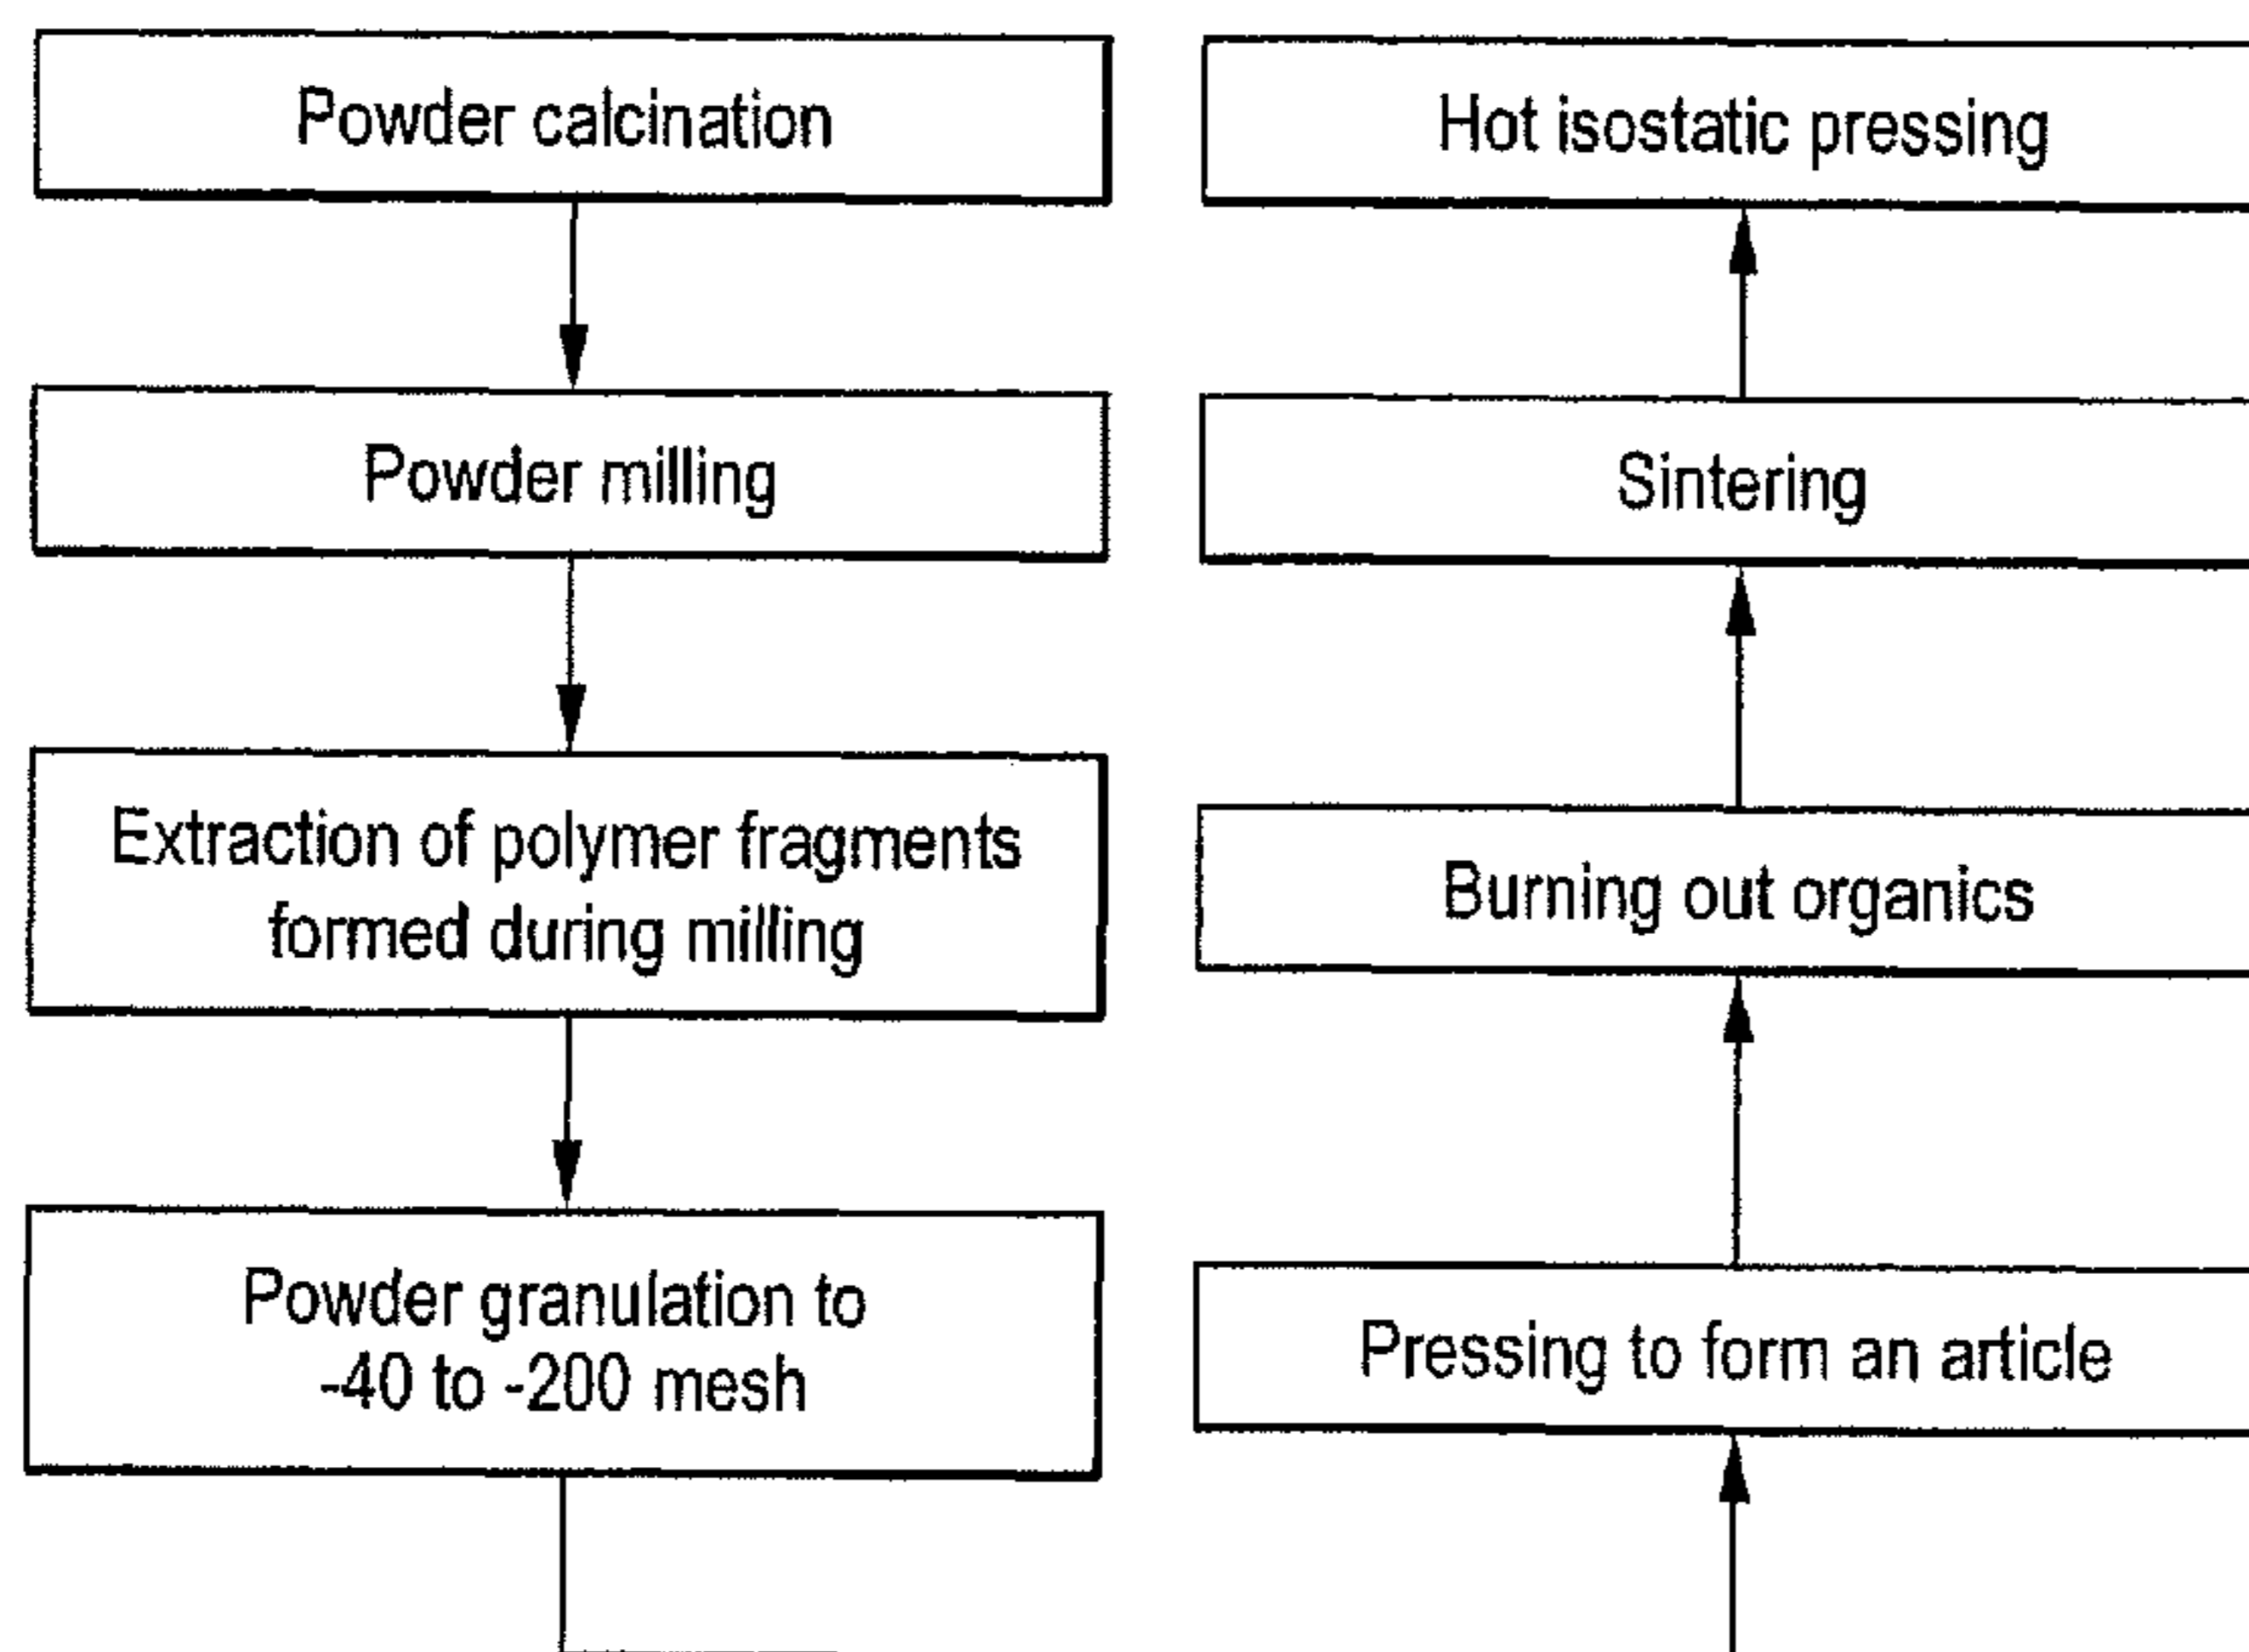 Powder calcination
Powder milling
Extraction of polymer fragments
formed during milling
Powder granulation to
-40 to -200 mesh
Pressing to form an article
Burning out organics
Sintering
Hot isostatic pressing